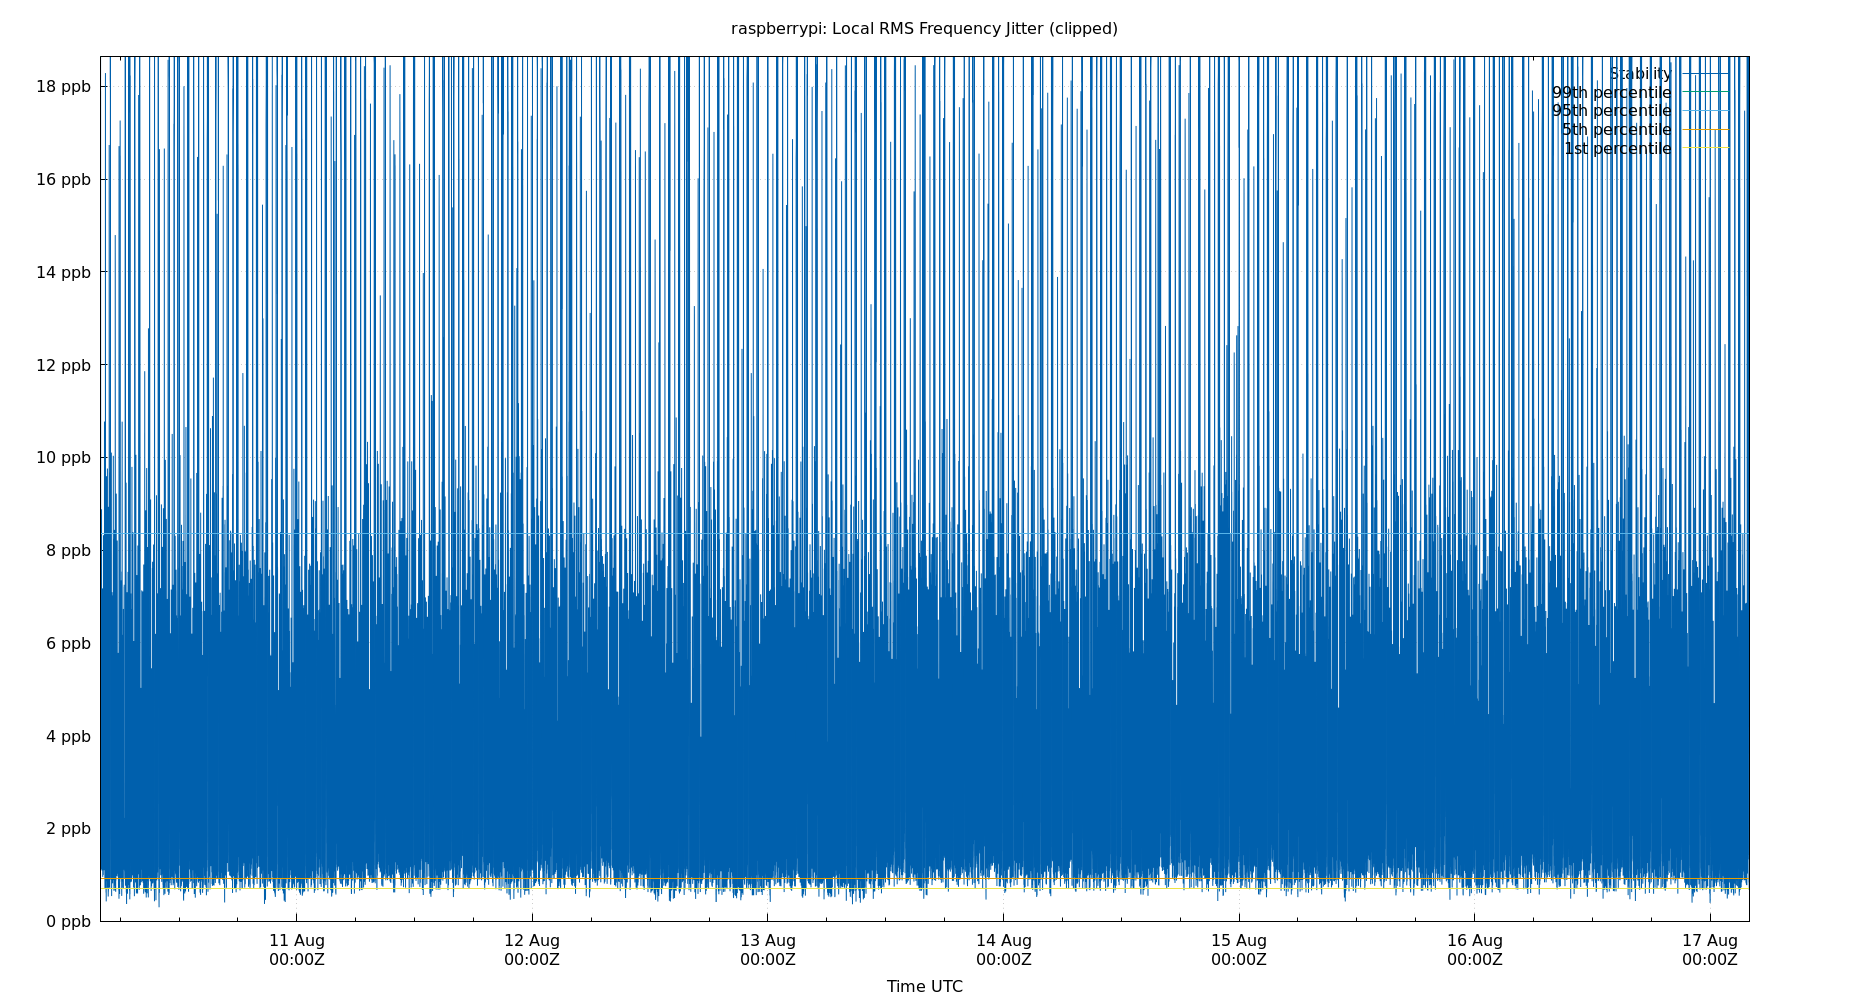 raspberrypi: Local RMS Frequency Jitter (clipped)
18 ppb
16 ppb
14 ppb
12 ppb
10 ppb
8 ppb
6 ppb
4 ppb
2 ppb
0 ppb
Stability
99th percentile
95th percentile
5th percentile
1st percentile
11 Aug 12 Aug 13 Aug 14 Aug 15 Aug 16 Aug 17 Aug
00:00Z 00:00Z 00:00Z 00:00Z 00:00Z 00:00Z 00:00Z
Time UTC